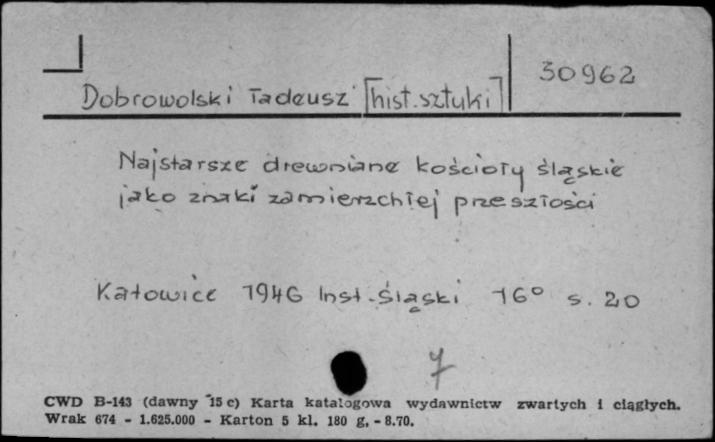 30962
Dobrowolski Tadeusz [hist. sztuki]
Najstarsze drewniane kościoły śląskie
jako znaki zamierzchłej przeszłości
Katowice 1946 Inst. Śląski 16° s. 20
7
CWD B-143 (dawny 15 c) Karta katalogowa wydawnictw zwartych i ciągłych.
Wrak 674 - 1.625.000 - Karton 5 kl. 180 g, - 8.70.